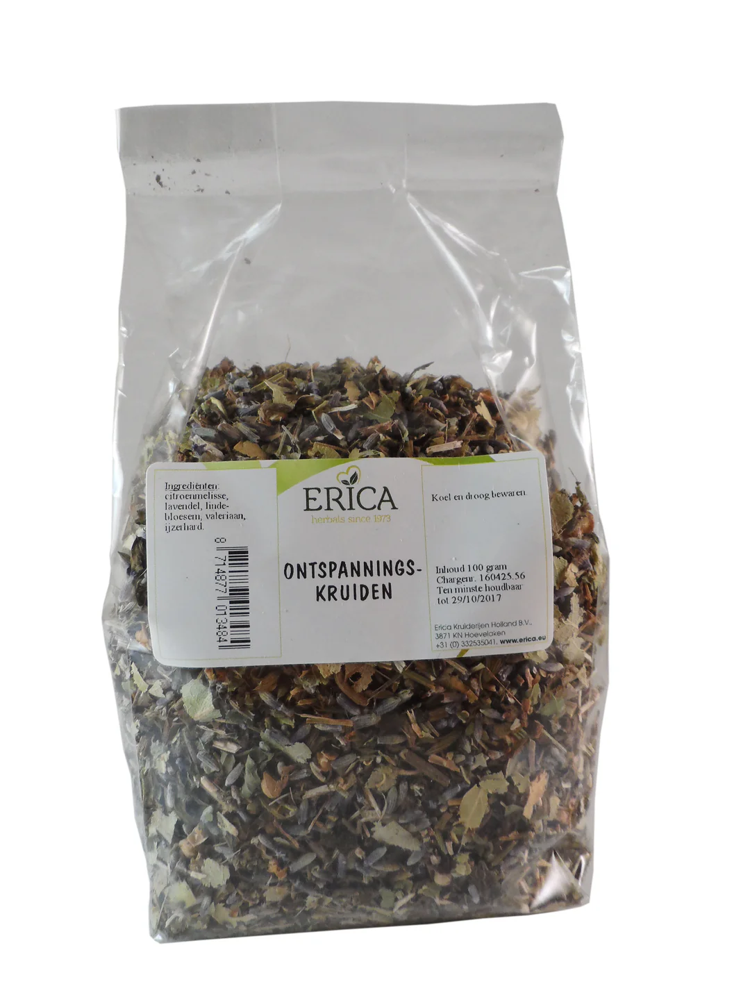 Ingrediënten:
citroenmelisse,
lavendel, linde-
bloesem, valeriaan,
ijzerhard.
8 714877 013484
ERICA
herbals since 1973
ONTSPANNINGS-
KRUIDEN
Koel en droog bewaren.
Inhoud 100 gram
Chargenr. 160425.56
Ten minste houdbaar
tot 29/10/2017
Erica Kruiderijen Holland B.V.,
3871 KN Hoevelaken
+31 (0) 332535041. www.erica.eu